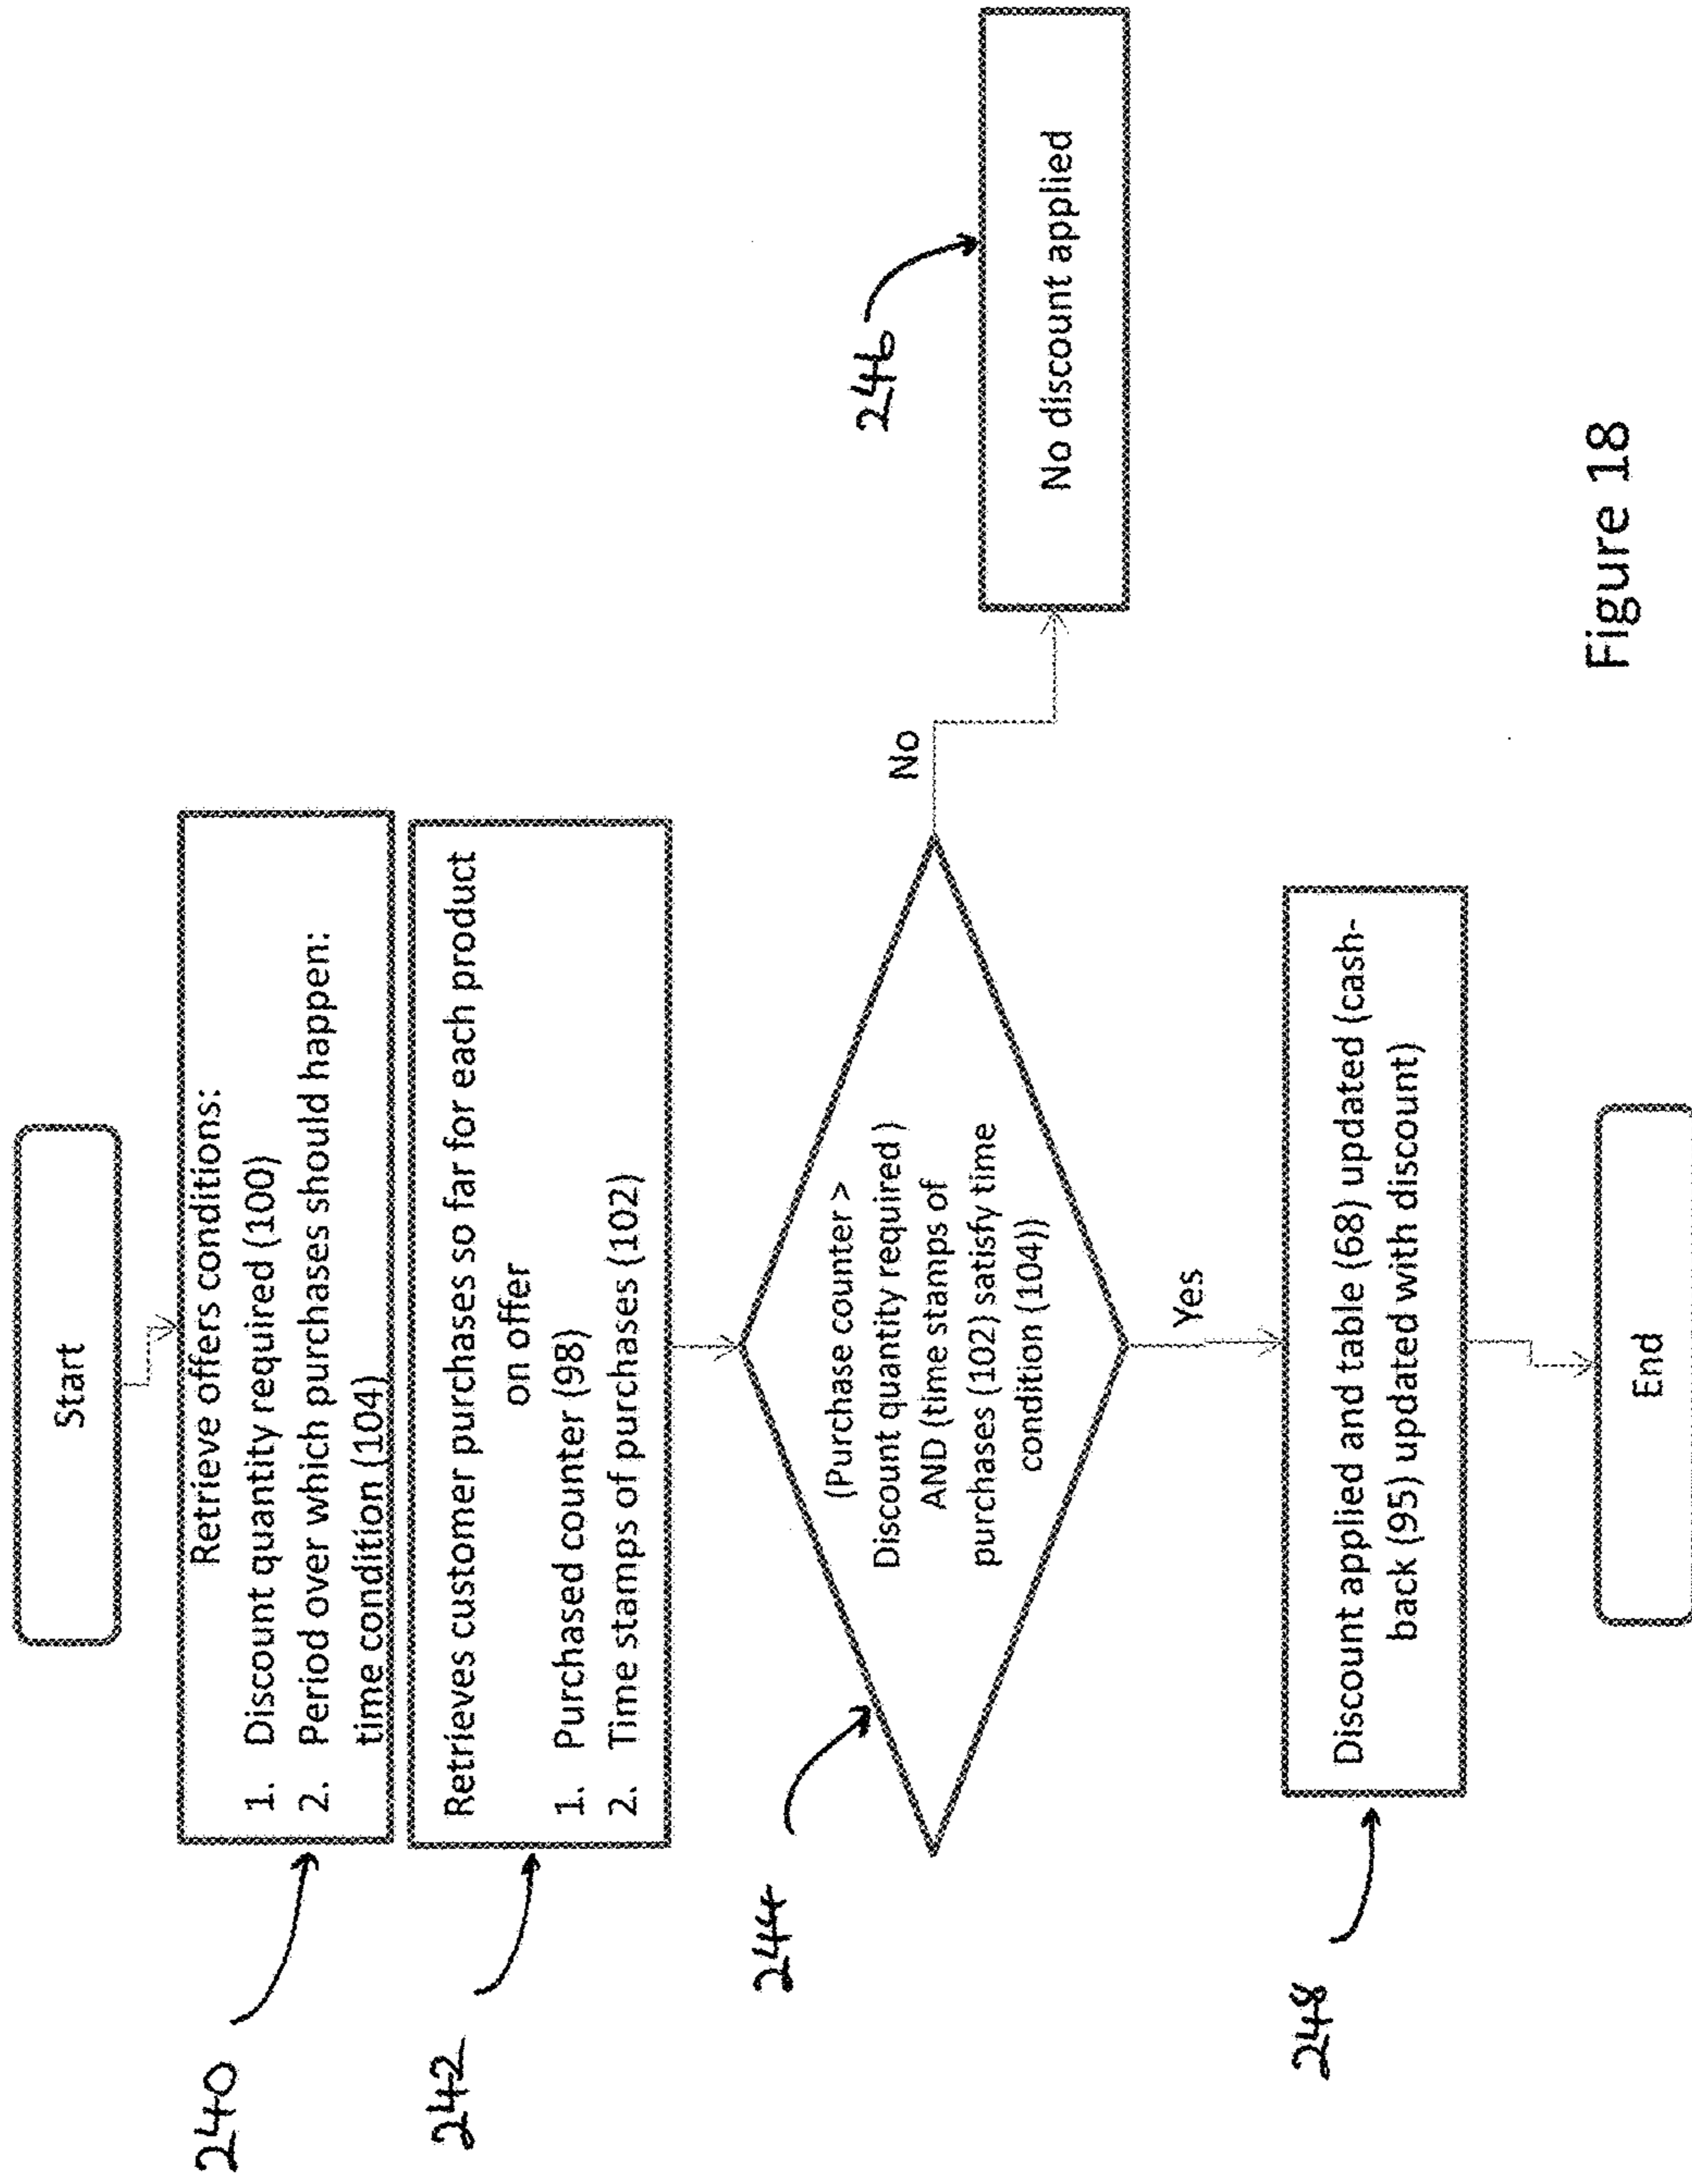 Start
240
Retrieve offers conditions:
1. Discount quantity required (100)
2. Period over which purchases should happen:
time condition (104)
242
Retrieves customer purchases so far for each product
on offer
1. Purchased counter (98)
2. Time stamps of purchases (102)
244
(Purchase counter >
Discount quantity required )
AND (time stamps of
purchases (102) satisfy time
condition (104))
No
246
No discount applied
Yes
248
Discount applied and table (68) updated (cash-
back (95) updated with discount)
End
Figure 18